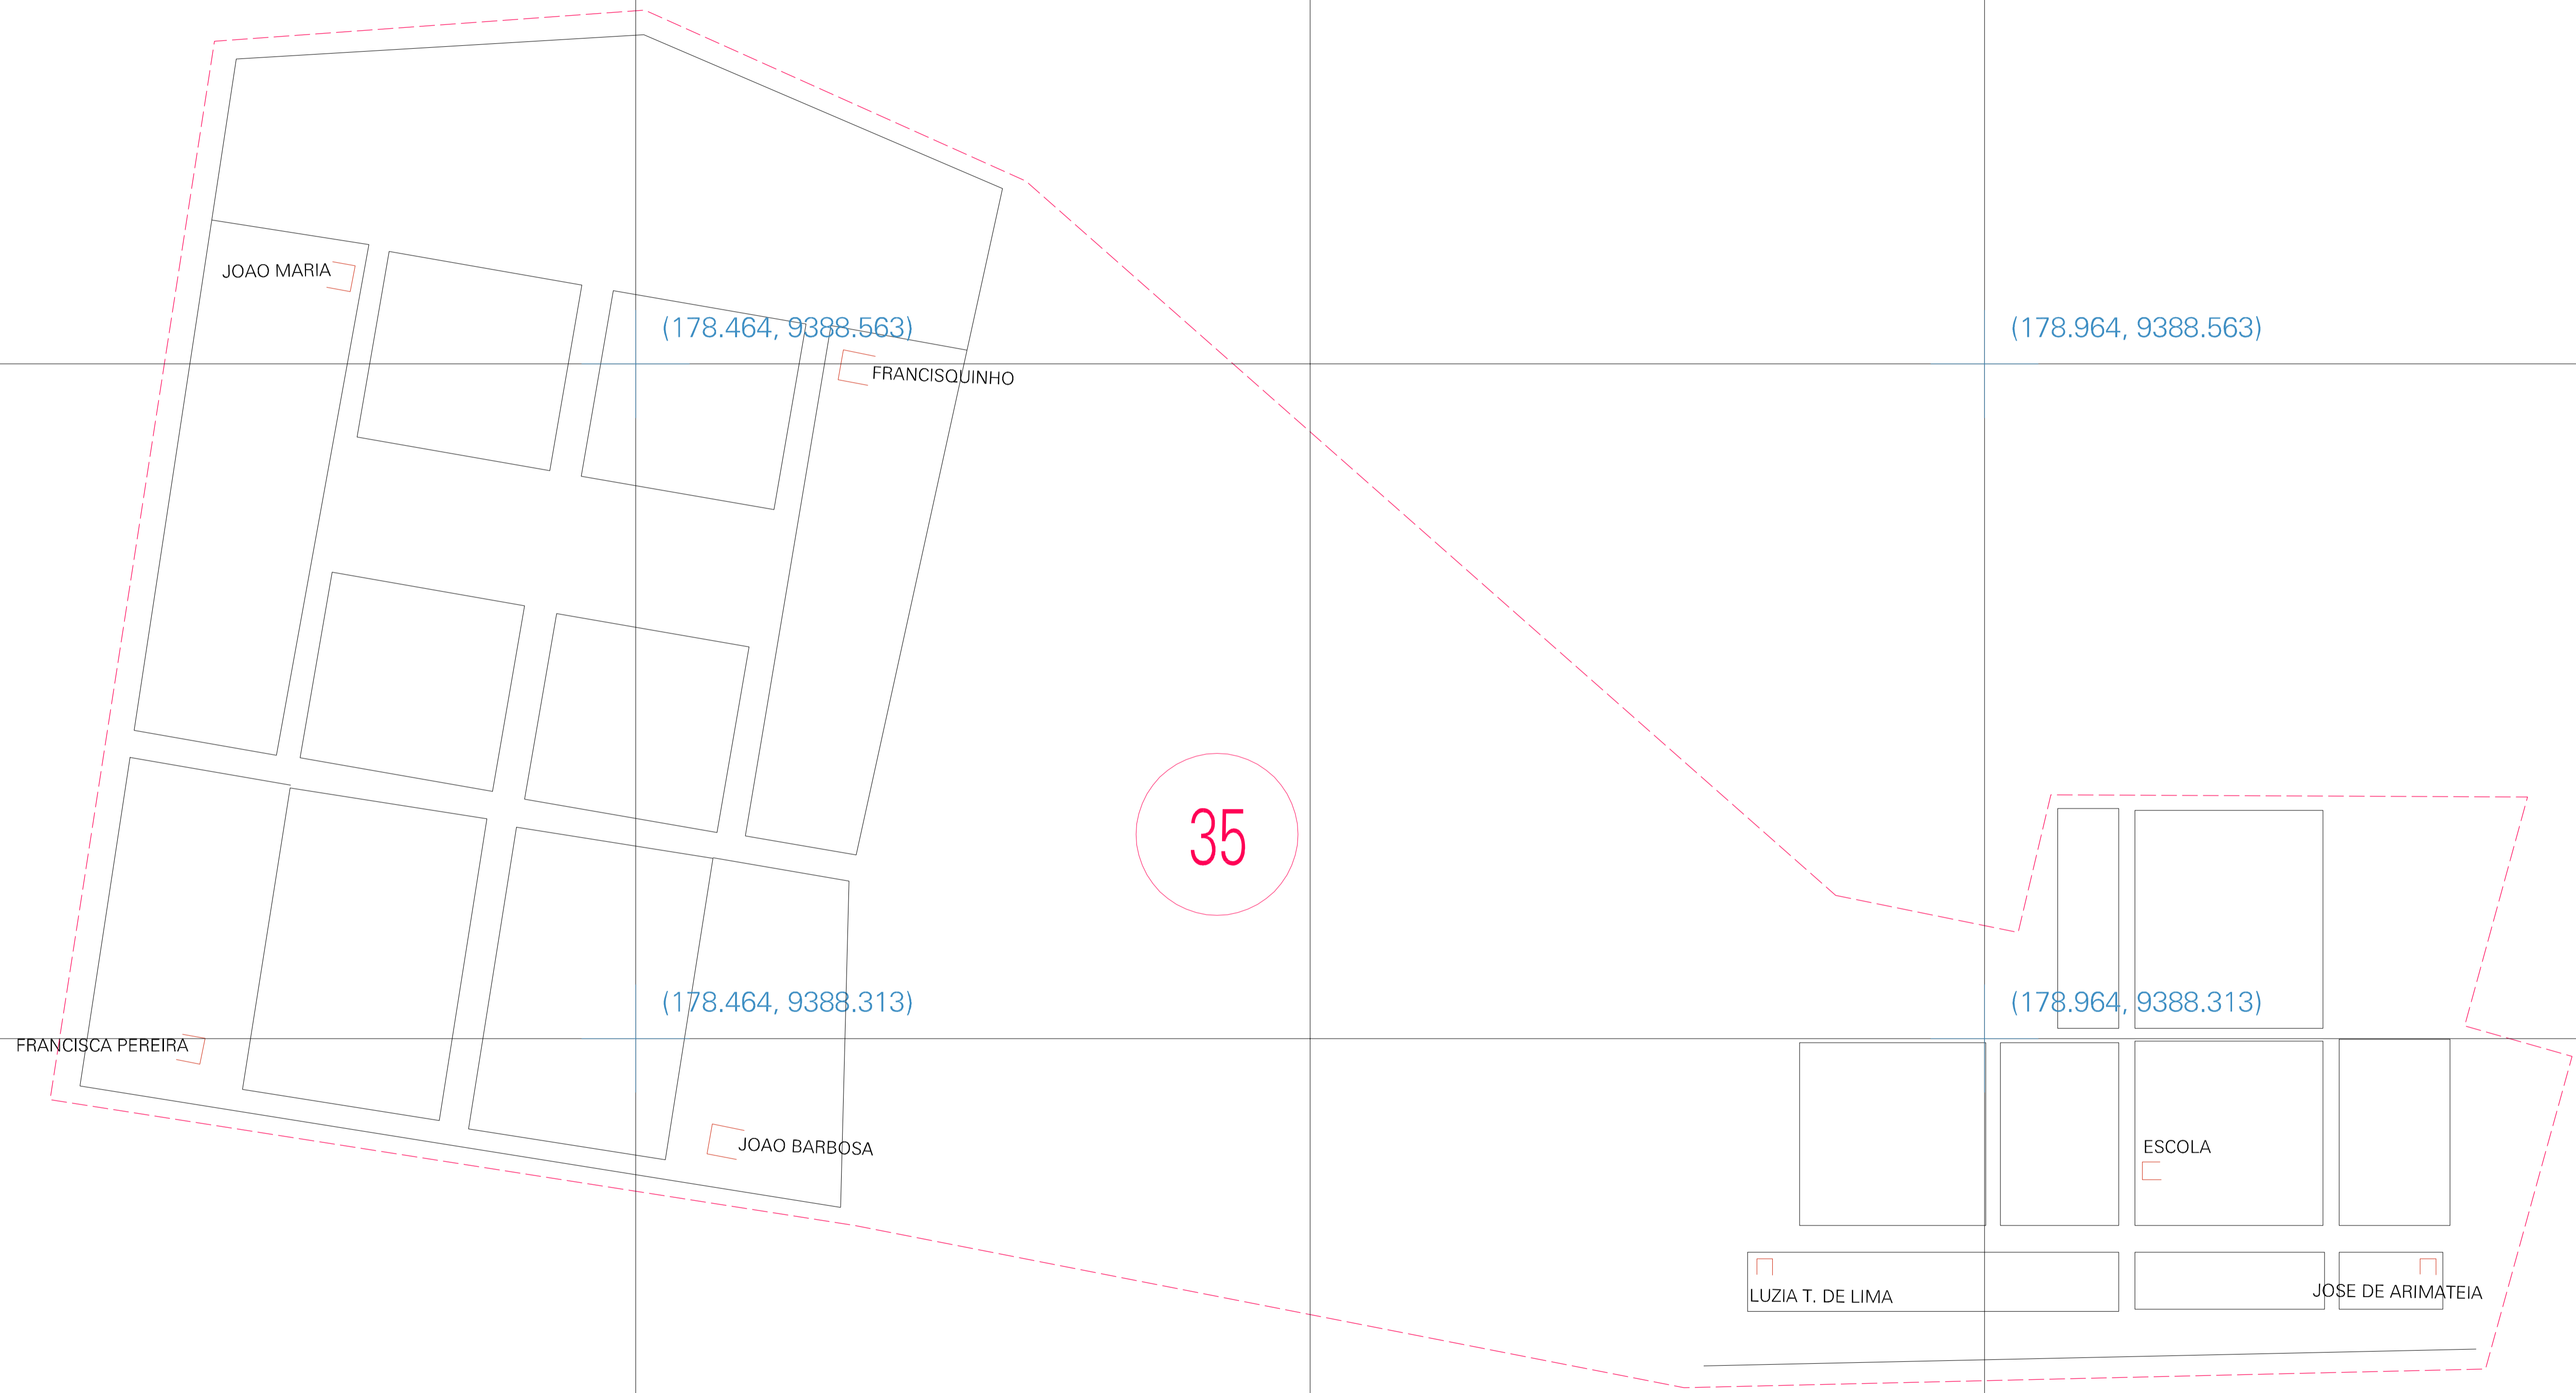 JOAO MARIA
(178.464, 9388.563)
(178.964, 9388.563)
FRANCISQUINHO
35
(178.464, 9388.313)
(178.964, 9388.313)
FRANCISCA PEREIRA
JOAO BARBOSA
ESCOLA
LUZIA T. DE LIMA
JOSE DE ARIMATEIA